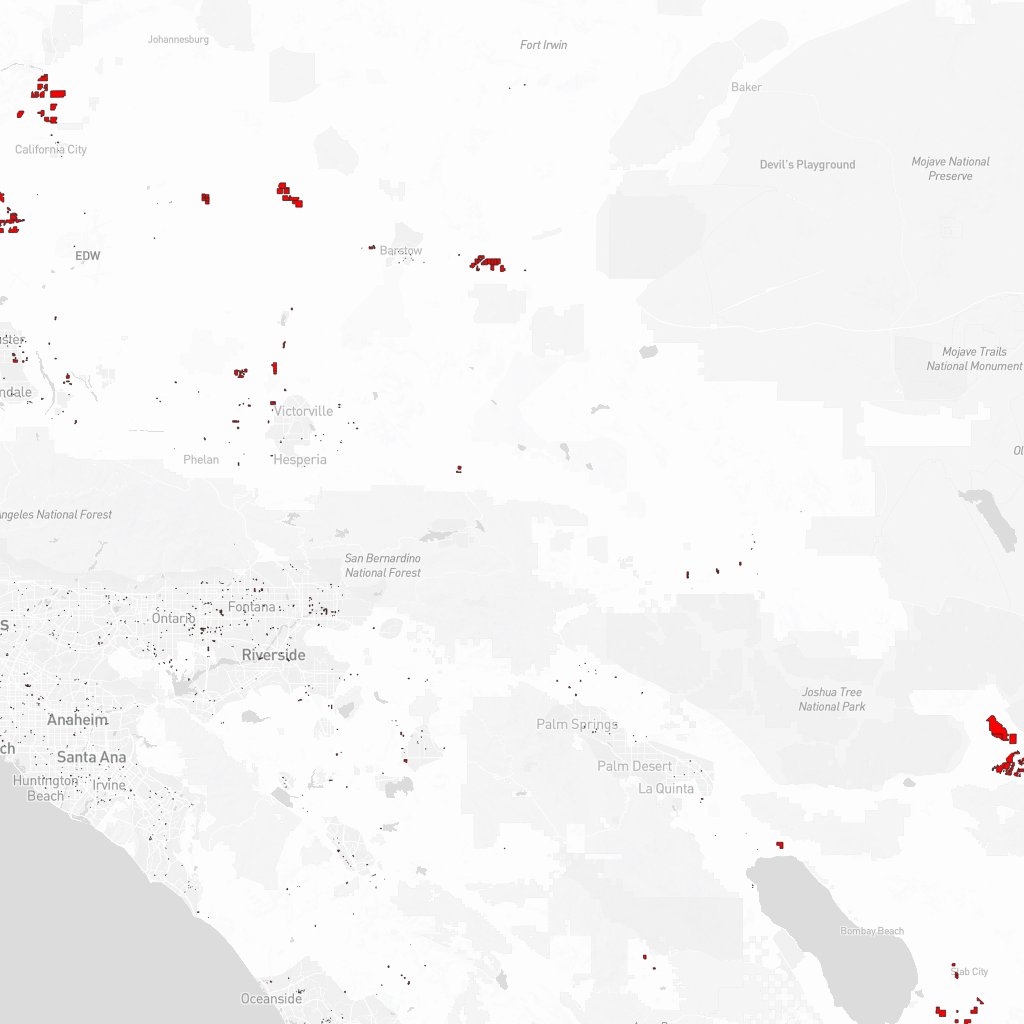 Johannesburg
Fort Irwin
Baker
California City
Devil's Playground
Mojave National
Preserve
EDW
Barstow
Mojave Trails
National Monument
ster
ndale
Victorville
Phelan
Hesperia
Ol
Angeles National Forest
San Bernardino
National Forest
Fontana
Ontario
s
Riverside
Joshua Tree
National Park
Anaheim
Palm Springs
ch
Santa Ana
Palm Desert
Huntington
Beach
Irvine
La Quinta
Bombay Beach
Slab City
Oceanside